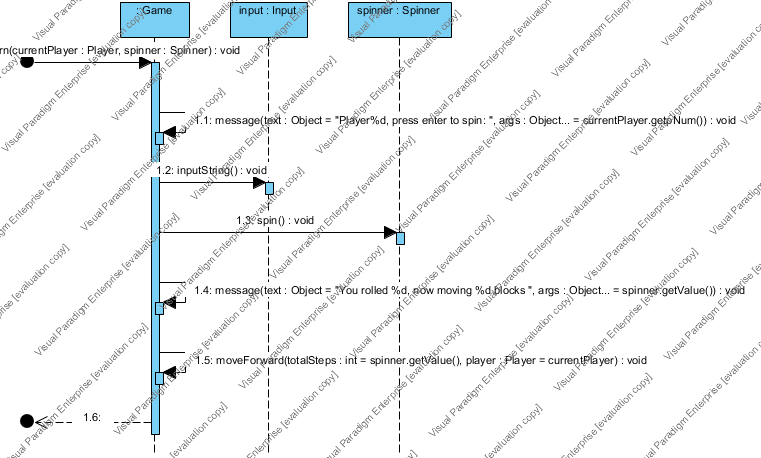 : Game
input : Input
spinner : Spinner
rn(currentPlayer : Player, spinner : Spinner) : void
1.1: message(text : Object = "Player%d, press enter to spin: ", args : Object... = currentPlayer.getpNum()) : void
1.2: inputString() : void
1.3: spin() : void
1.4: message(text : Object = "You rolled %d, now moving %d blocks ", args : Object... = spinner.getValue()) : void
1.5: moveForward(totalSteps : int = spinner.getValue(), player : Player = currentPlayer) : void
1.6:
Visual Paradigm Enterprise [evaluation copy]